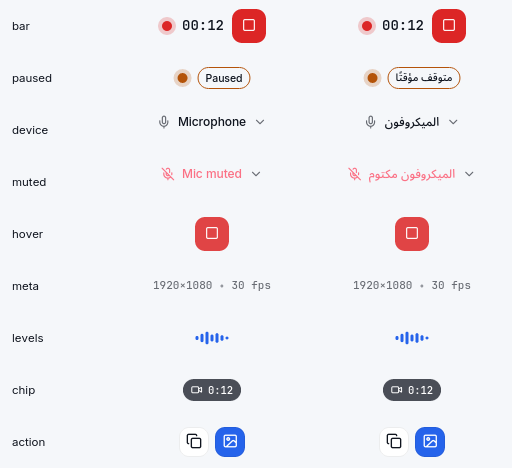 bar 00:12 00:12
paused Paused متوقف مؤقتًا
device Microphone الميكروفون
muted Mic muted الميكروفون مكتوم
hover
meta 1920×1080 • 30 fps 1920×1080 • 30 fps
levels
chip 0:12 0:12
action